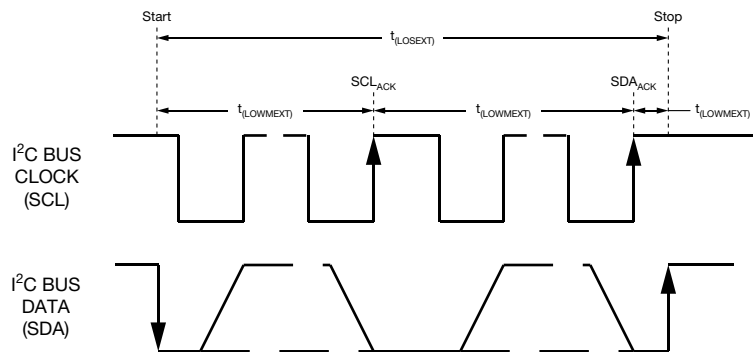 Start
Stop
t(LOSEXT)
SCLACK
SDAACK
t(LOWMEXT)
t(LOWMEXT)
t(LOWMEXT)
I²C BUS
CLOCK
(SCL)
I²C BUS
DATA
(SDA)